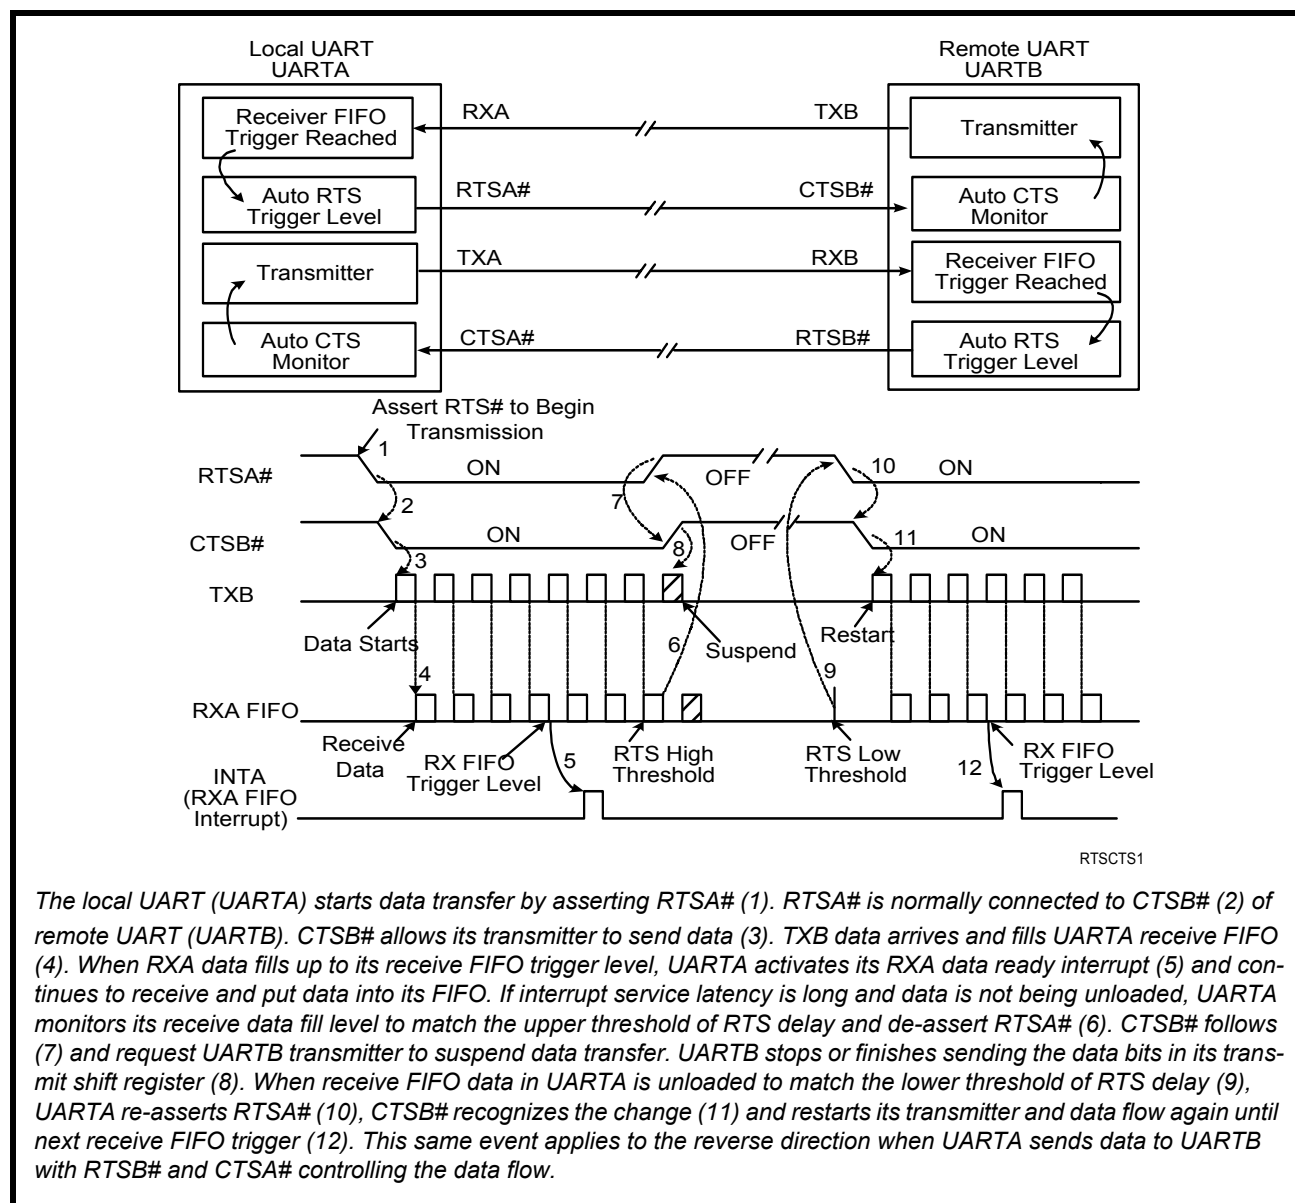 Local UART
UARTA
Remote UART
UARTB
Receiver FIFO
Trigger Reached
RXA
TXB
Transmitter
Auto RTS
Trigger Level
RTSA#
CTSB#
Auto CTS
Monitor
Transmitter
TXA
RXB
Receiver FIFO
Trigger Reached
Auto CTS
Monitor
CTSA#
RTSB#
Auto RTS
Trigger Level
Assert RTS# to Begin
Transmission
RTSA#
1
ON
OFF
10
ON
2
7
CTSB#
ON
8
OFF
11
ON
3
TXB
Data Starts
6
Suspend
Restart
4
9
RXA FIFO
Receive
Data
RX FIFO
Trigger Level
5
RTS High
Threshold
RTS Low
Threshold
12
RX FIFO
Trigger Level
INTA
(RXA FIFO
Interrupt)
RTSCTS1
The local UART (UARTA) starts data transfer by asserting RTSA# (1). RTSA# is normally connected to CTSB# (2) of
remote UART (UARTB). CTSB# allows its transmitter to send data (3). TXB data arrives and fills UARTA receive FIFO
(4). When RXA data fills up to its receive FIFO trigger level, UARTA activates its RXA data ready interrupt (5) and con-
tinues to receive and put data into its FIFO. If interrupt service latency is long and data is not being unloaded, UARTA
monitors its receive data fill level to match the upper threshold of RTS delay and de-assert RTSA# (6). CTSB# follows
(7) and request UARTB transmitter to suspend data transfer. UARTB stops or finishes sending the data bits in its trans-
mit shift register (8). When receive FIFO data in UARTA is unloaded to match the lower threshold of RTS delay (9),
UARTA re-asserts RTSA# (10), CTSB# recognizes the change (11) and restarts its transmitter and data flow again until
next receive FIFO trigger (12). This same event applies to the reverse direction when UARTA sends data to UARTB
with RTSB# and CTSA# controlling the data flow.